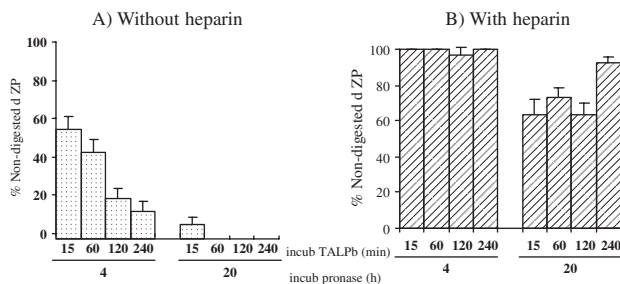 A) Without heparin
B) With heparin
% Non-digested d ZP
100
80
60
40
20
0
15 60 120 240 15 60 120 240
4 20
incub TALPb (min)
incub pronase (h)
% Non-digested d ZP
100
80
60
40
20
0
15 60 120 240 15 60 120 240
4 20